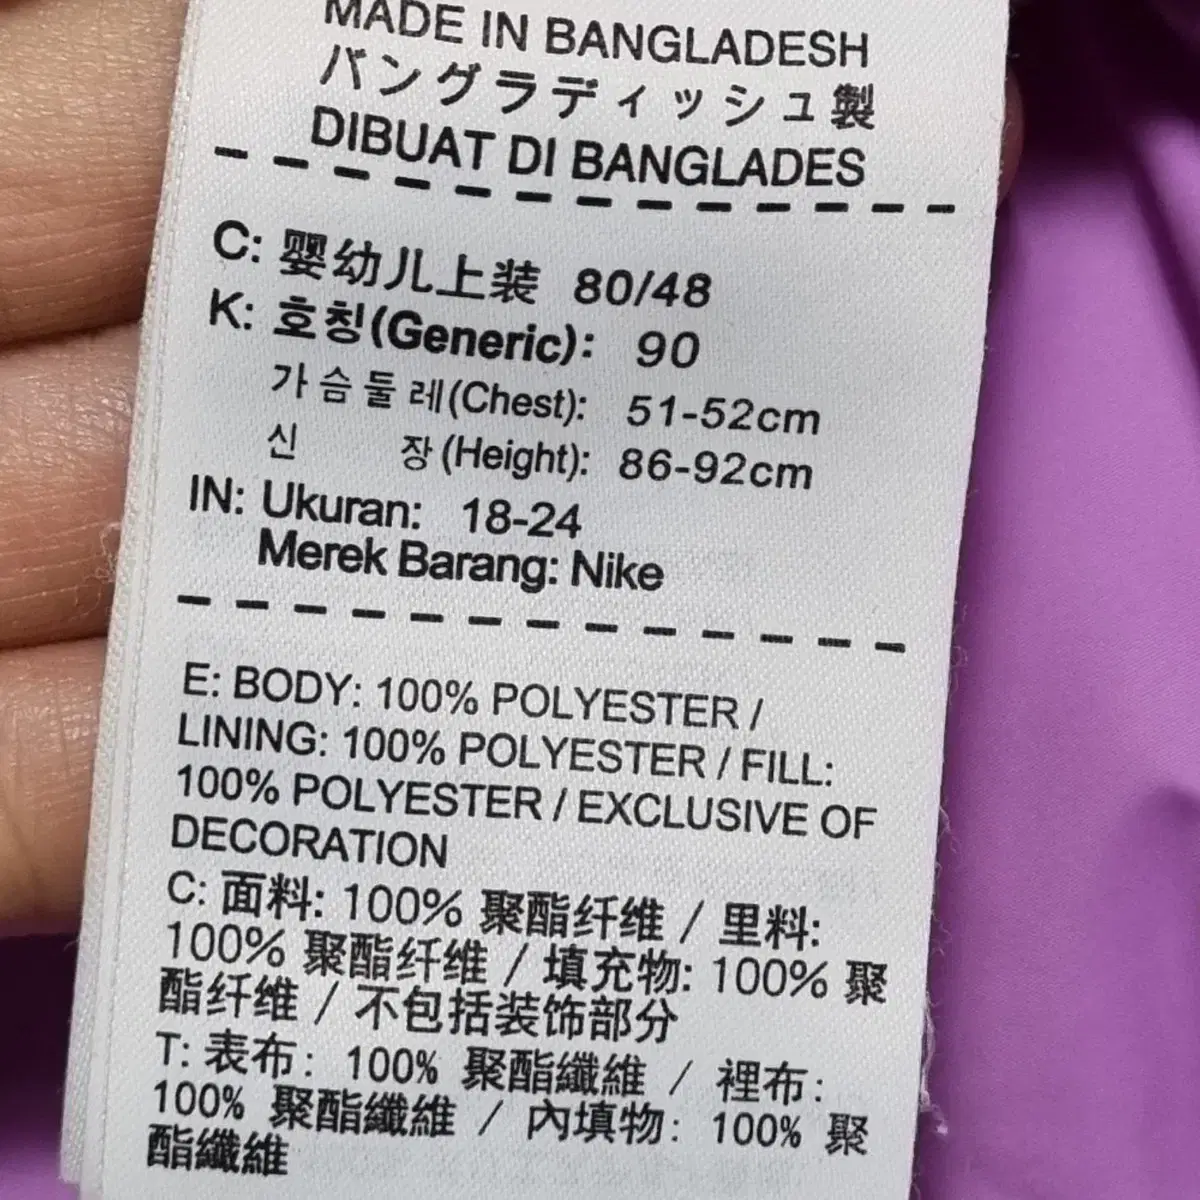 MADE IN BANGLADESH
バングラディッシュ製
DIBUAT DI BANGLADES
C: 婴幼儿上装 80/48
K: 호칭(Generic): 90
가슴둘레(Chest): 51-52cm
신 장(Height): 86-92cm
IN: Ukuran: 18-24
Merek Barang: Nike
E: BODY: 100% POLYESTER /
LINING: 100% POLYESTER / FILL:
100% POLYESTER / EXCLUSIVE OF
DECORATION
C: 面料: 100% 聚酯纤维 / 里料:
100% 聚酯纤维 / 填充物: 100% 聚
酯纤维 / 不包括装饰部分
T: 表布: 100% 聚酯纖維 / 裡布:
100% 聚酯纖維 / 內填物: 100% 聚
酯纖維